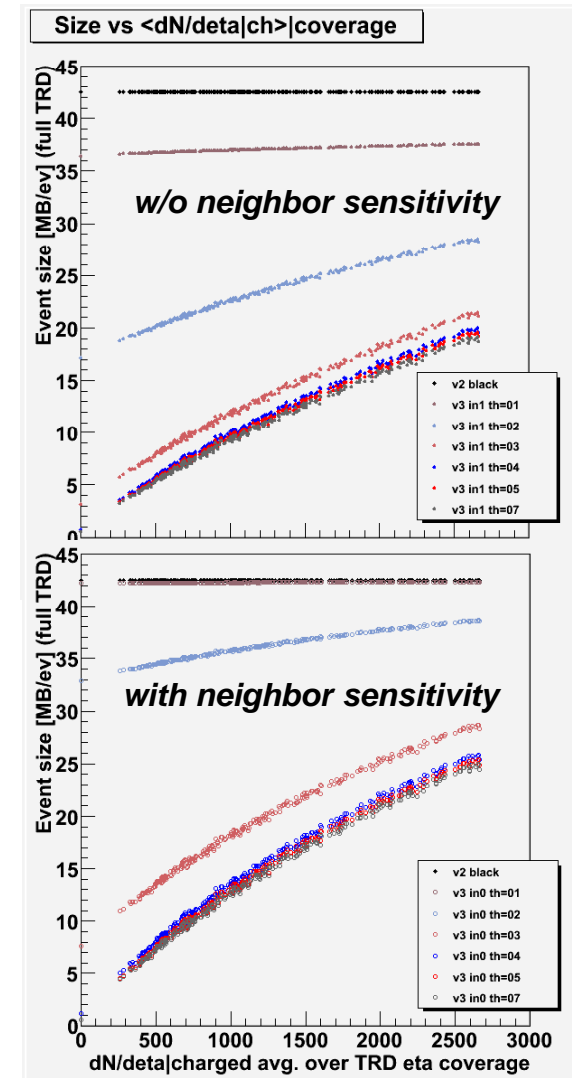 Size vs <dN/deta|ch>|coverage
Event size [MB/ev] (full TRD)
45
40
35
30
25
20
15
10
5
0
w/o neighbor sensitivity
v2 black
v3 in1 th=01
v3 in1 th=02
v3 in1 th=03
v3 in1 th=04
v3 in1 th=05
v3 in1 th=07
Event size [MB/ev] (full TRD)
45
40
35
30
25
20
15
10
5
0
with neighbor sensitivity
v2 black
v3 in0 th=01
v3 in0 th=02
v3 in0 th=03
v3 in0 th=04
v3 in0 th=05
v3 in0 th=07
0 500 1000 1500 2000 2500 3000
dN/deta|charged avg. over TRD eta coverage